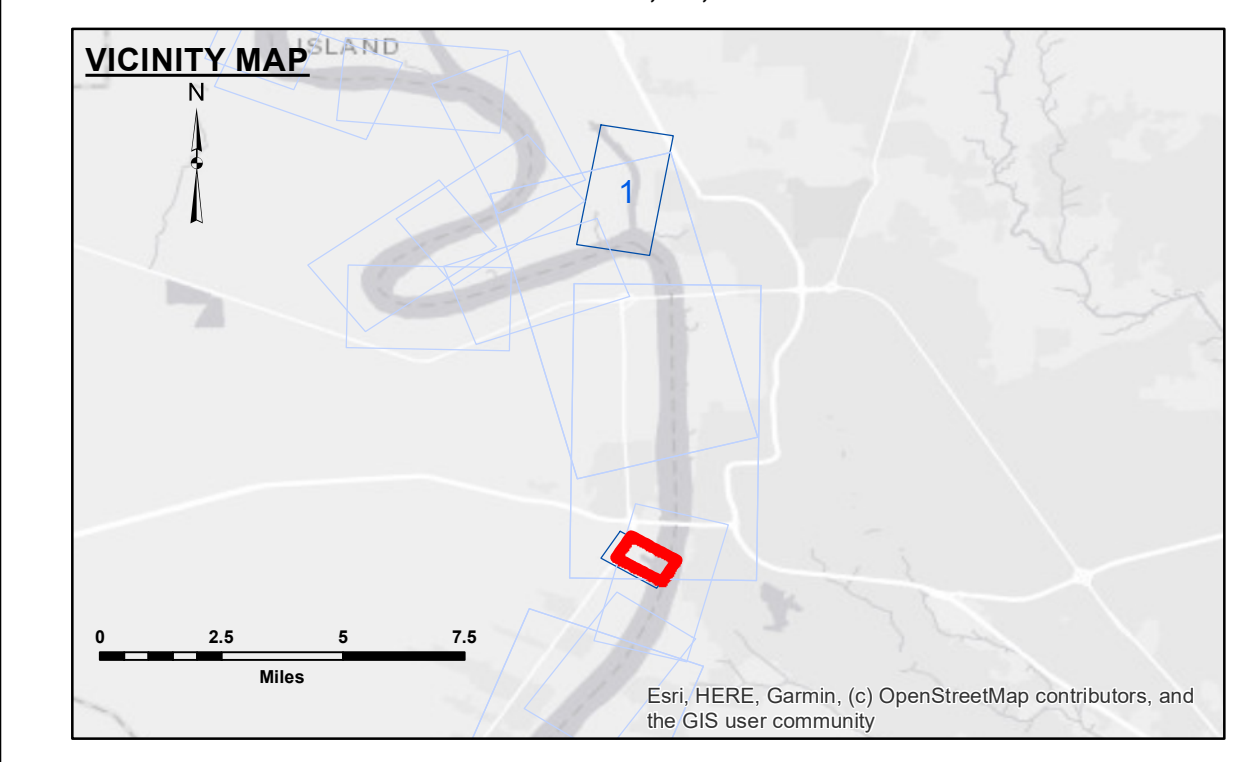 ISLAND
VICINITY MAP
N
1
0 2.5 5 7.5
Miles
Esri, HERE, Garmin, (c) OpenStreetMap contributors, and
the GIS user community